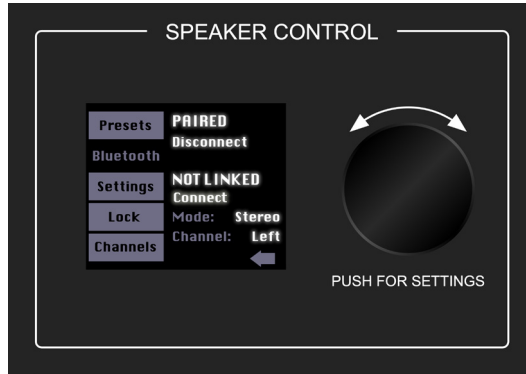 SPEAKER CONTROL
Presets
Bluetooth
Settings
Lock
Channels
PAIRED
Disconnect
NOT LINKED
Connect
Mode: Stereo
Channel: Left
PUSH FOR SETTINGS